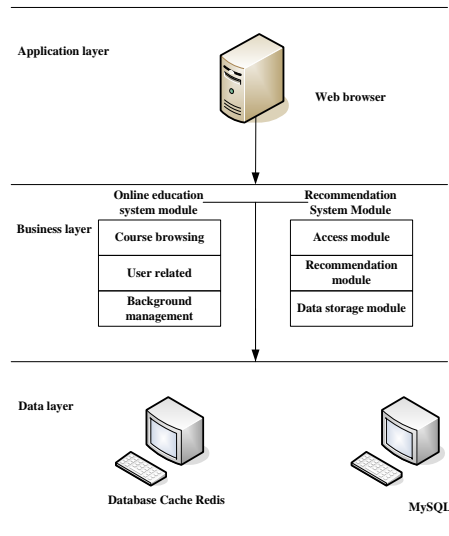 Application layer
Web browser
Business layer
Online education
system module
Course browsing
User related
Background
management
Recommendation
System Module
Access module
Recommendation
module
Data storage module
Data layer
Database Cache Redis
MySQL